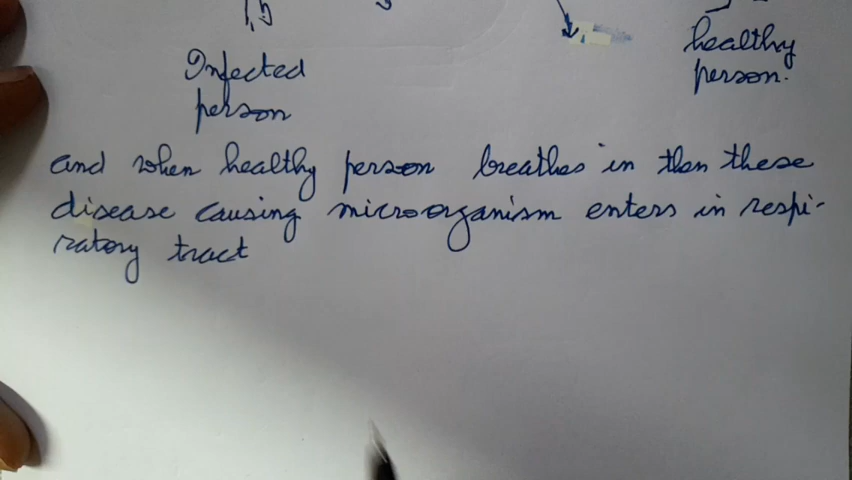 Infected
person
healthy
person.
and when healthy person breathes in then these
disease causing microorganism enters in respi-
ratory tract